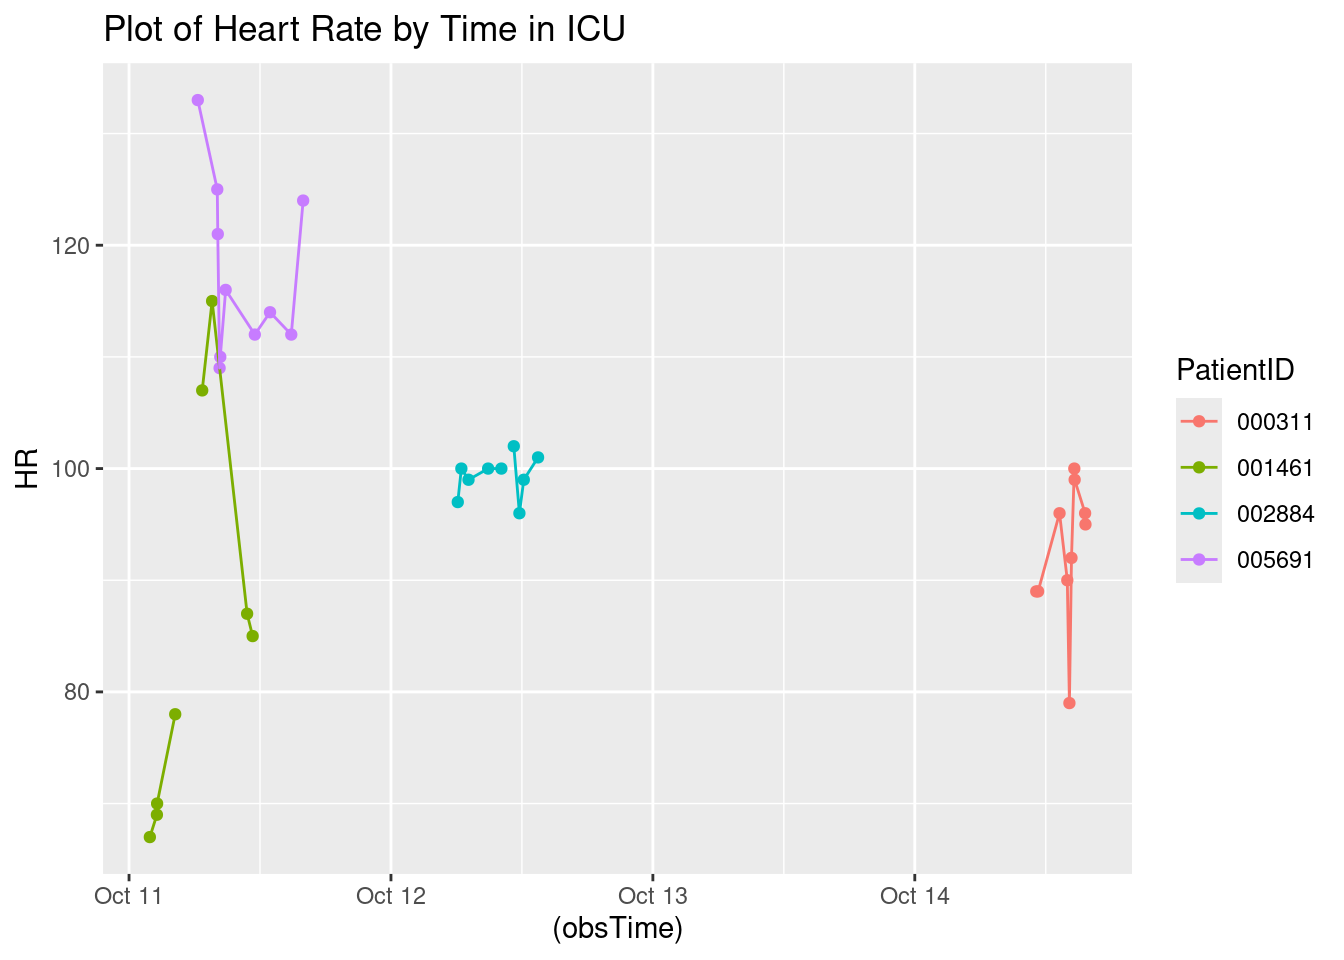 Plot of Heart Rate by Time in ICU
120
100
80
HR
Oct 11 Oct 12 Oct 13 Oct 14
(obsTime)
PatientID
000311
001461
002884
005691